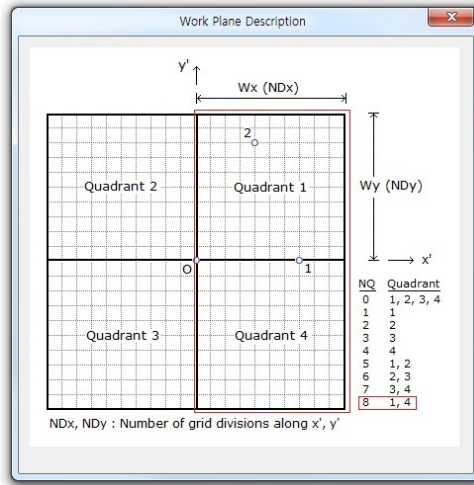 Work Plane Description
y'
Wx (NDx)
2
Quadrant 2
Quadrant 1
Wy (NDy)
x'
O
1
NQ Quadrant
0 1, 2, 3, 4
1 1
2 2
3 3
4 4
5 1, 2
6 2, 3
7 3, 4
8 1, 4
Quadrant 3
Quadrant 4
NDx, NDy : Number of grid divisions along x', y'